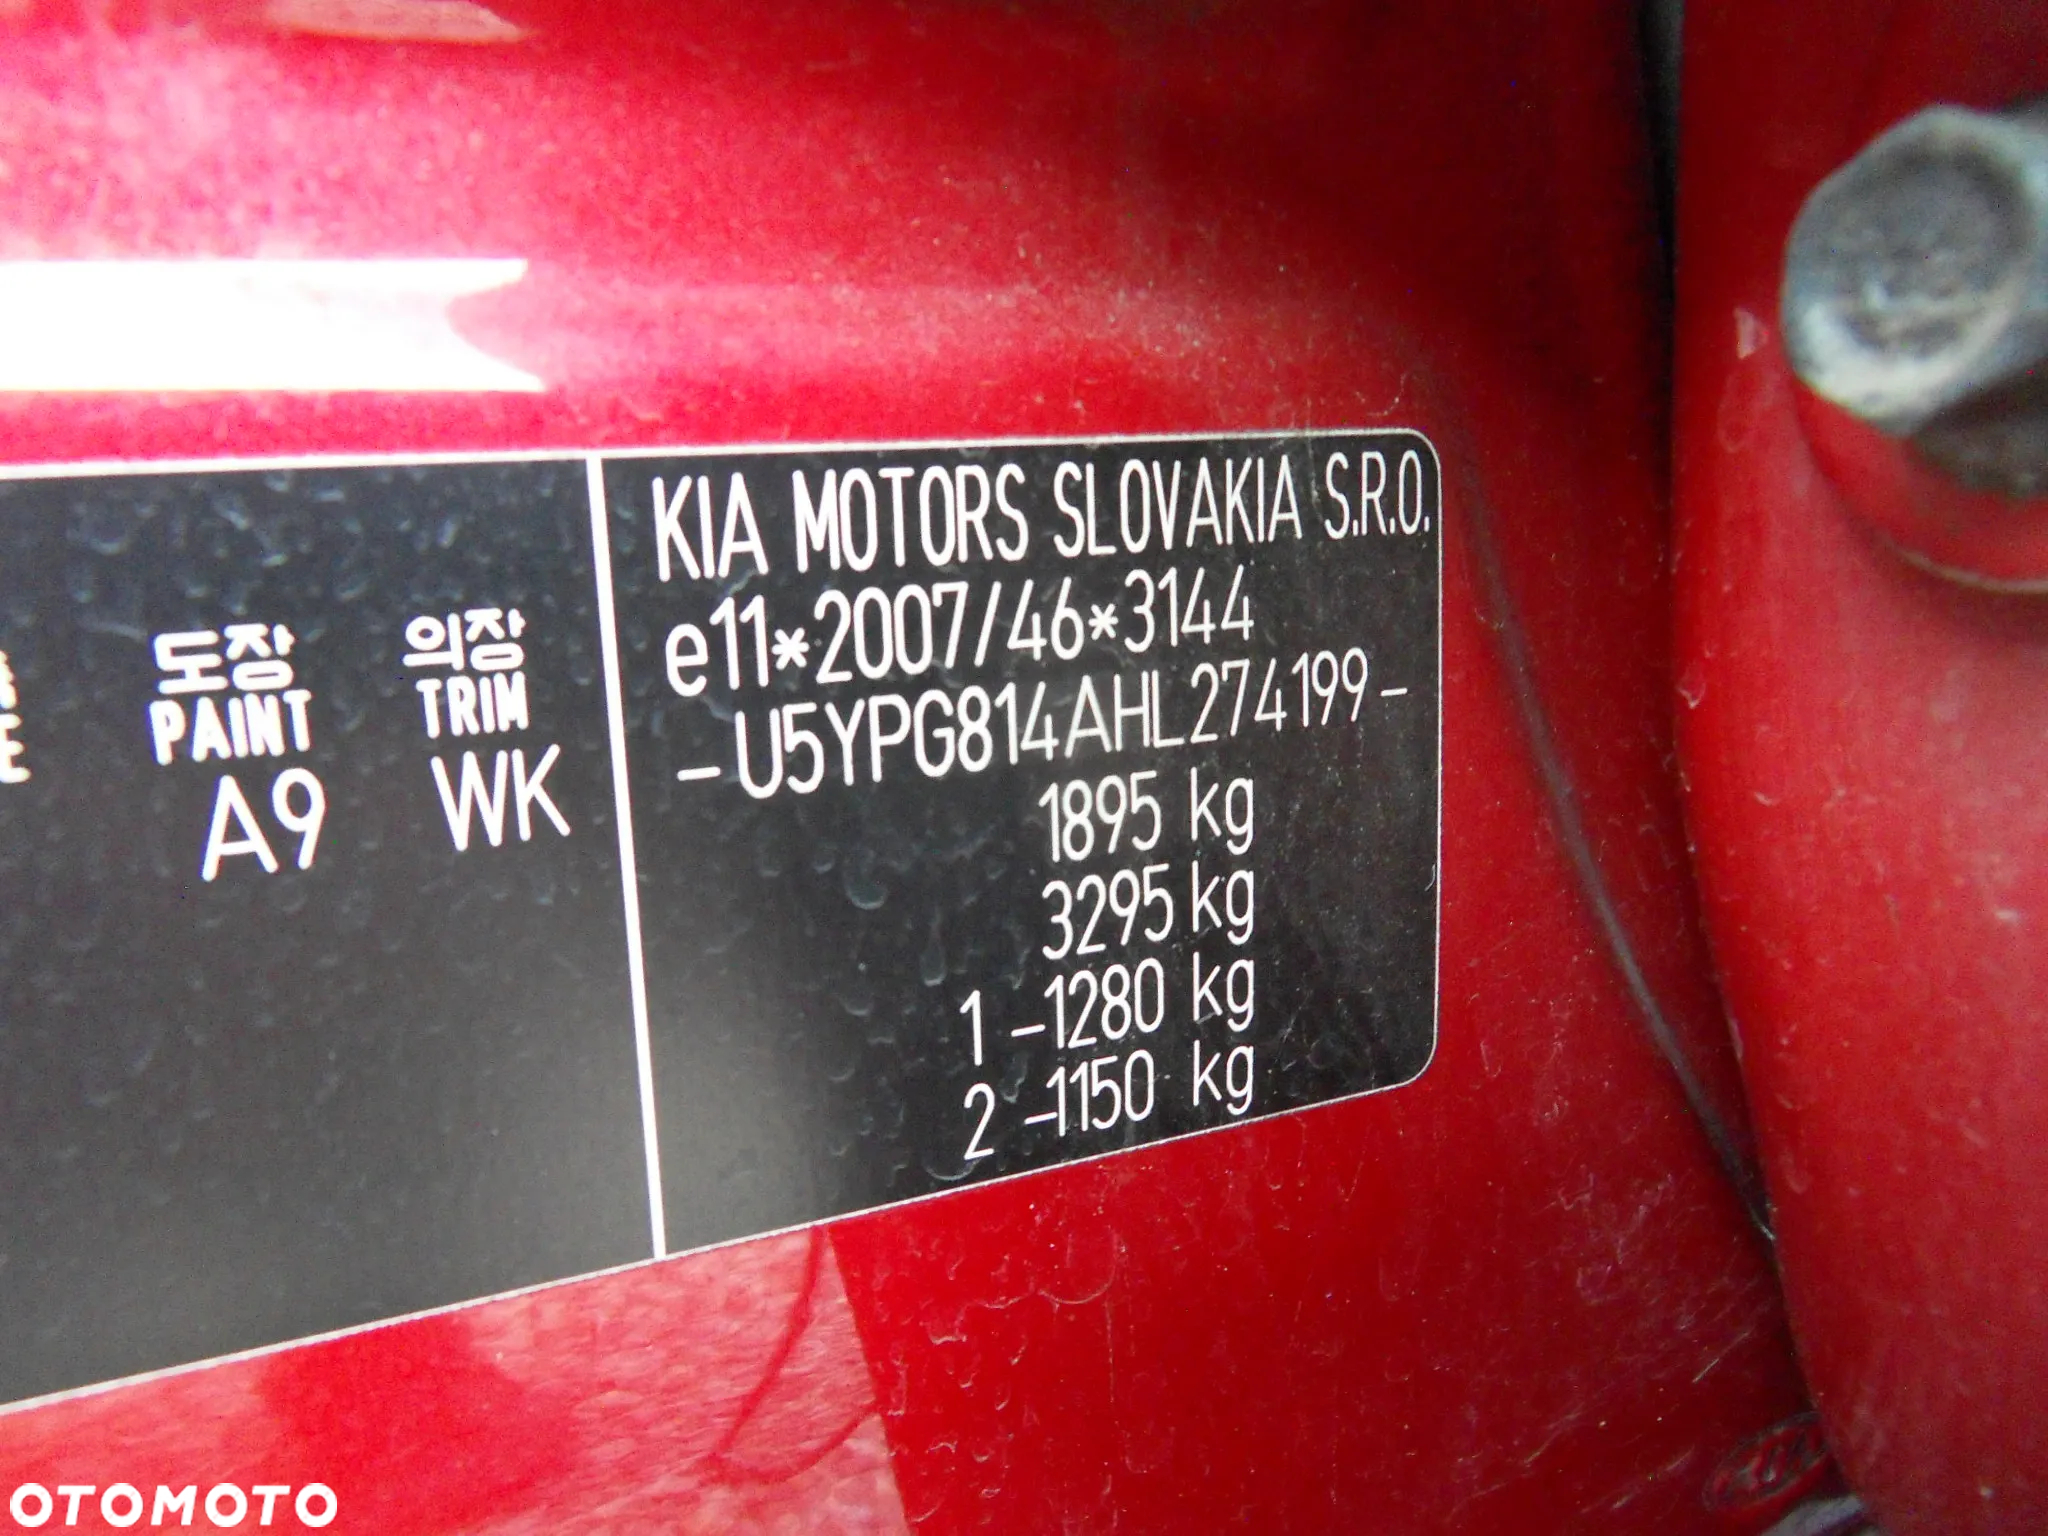 도장 의장
PAINT TRIM
A9 WK
KIA MOTORS SLOVAKIA S.R.O.
e11*2007/46*3144
-U5YPG814AHL274199-
1895 kg
3295 kg
1 -1280 kg
2 -1150 kg
KIA
OTOMOTO